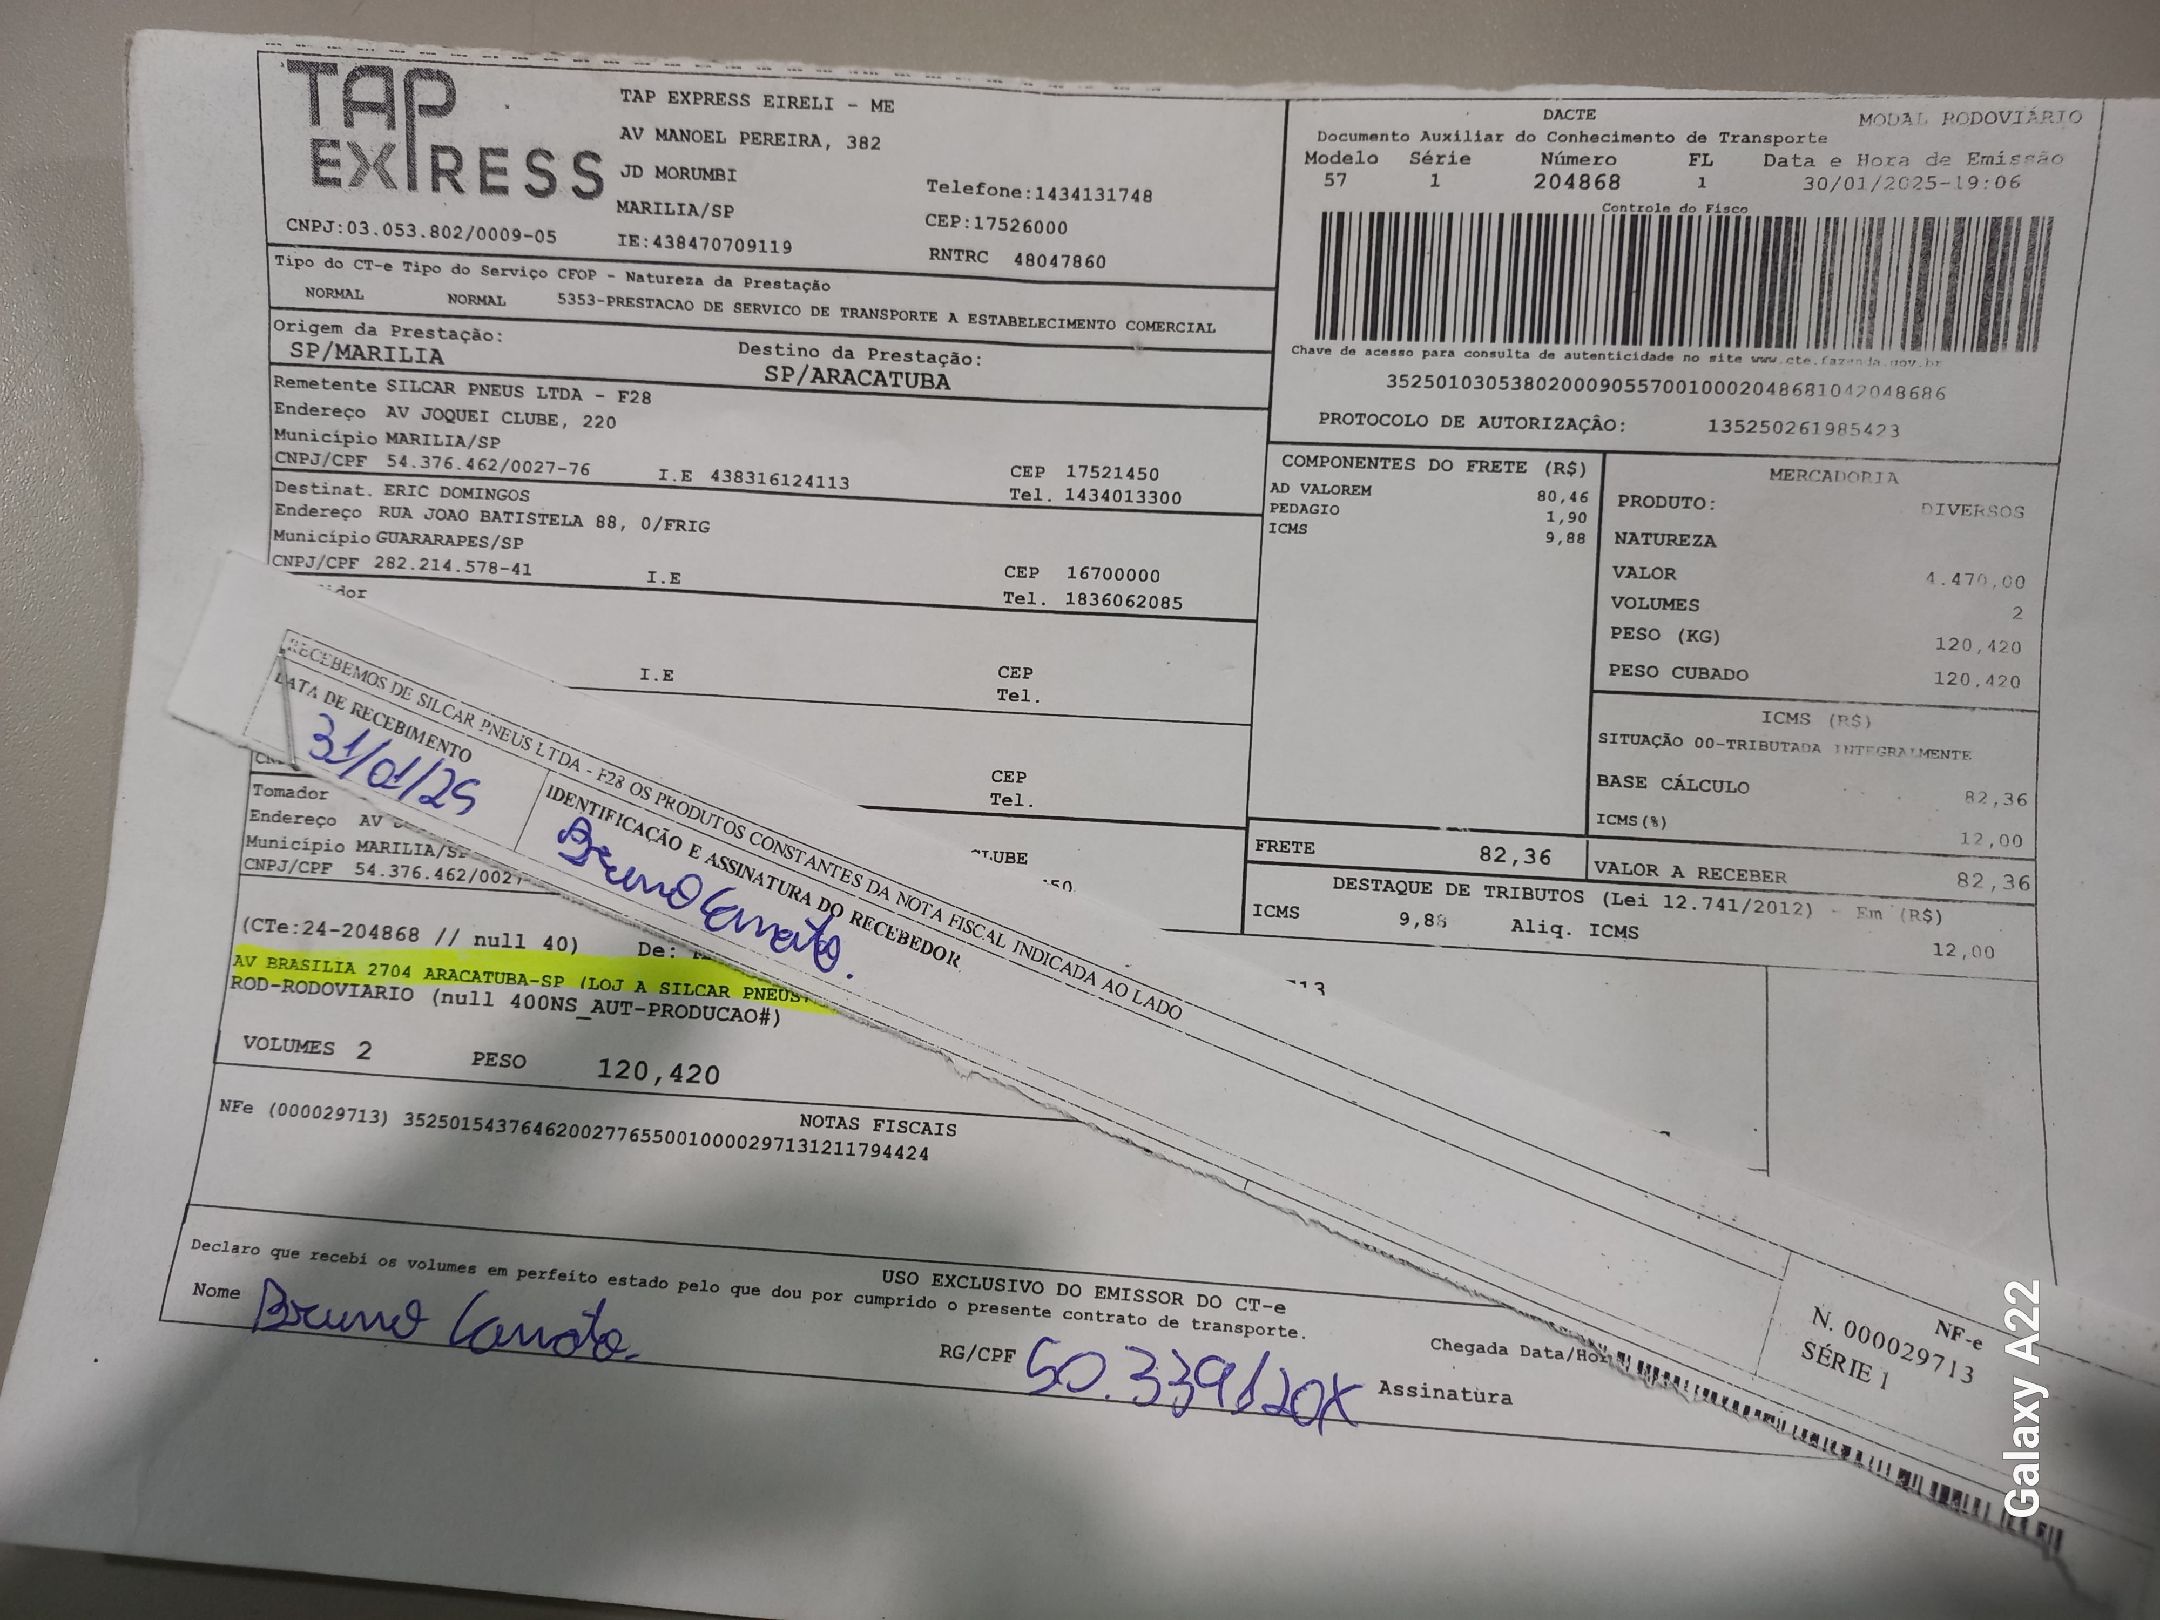 TAP EXPRESS
TAP EXPRESS EIRELI - ME
AV MANOEL PEREIRA, 382
JD MORUMBI
MARILIA/SP
IE:438470709119
CNPJ:03.053.802/0009-05
Telefone:1434131748
CEP:17526000
RNTRC 48047860
DACTE
MODAL RODOVIÁRIO
Documento Auxiliar do Conhecimento de Transporte
Modelo Série Número FL Data e Hora de Emissão
57 1 204868 1 30/01/2025-19:06
Controle do Fisco
Chave de acesso para consulta de autenticidade no site www.cte.fazenda.gov.br
35250103053802000905570010002048681042048686
PROTOCOLO DE AUTORIZAÇÃO: 135250261985423
Tipo do CT-e Tipo do Serviço CFOP - Natureza da Prestação
NORMAL NORMAL 5353-PRESTACAO DE SERVICO DE TRANSPORTE A ESTABELECIMENTO COMERCIAL
Origem da Prestação:
SP/MARILIA
Destino da Prestação:
SP/ARACATUBA
Remetente SILCAR PNEUS LTDA - F28
Endereço AV JOQUEI CLUBE, 220
Município MARILIA/SP
CNPJ/CPF 54.376.462/0027-76 I.E 438316124113
CEP 17521450
Tel. 1434013300
Destinat. ERIC DOMINGOS
Endereço RUA JOAO BATISTELA 88, 0/FRIG
Município GUARARAPES/SP
CNPJ/CPF 282.214.578-41 I.E
CEP 16700000
Tel. 1836062085
I.E
CEP
Tel.
CEP
Tel.
COMPONENTES DO FRETE (R$)
AD VALOREM 80,46
PEDAGIO 1,90
ICMS 9,88
MERCADORIA
PRODUTO: DIVERSOS
NATUREZA
VALOR 4.470,00
VOLUMES 2
PESO (KG) 120,420
PESO CUBADO 120,420
ICMS (R$)
SITUAÇÃO 00-TRIBUTADA INTEGRALMENTE
BASE CÁLCULO 82,36
ICMS(%) 12,00
FRETE 82,36
VALOR A RECEBER 82,36
DESTAQUE DE TRIBUTOS (Lei 12.741/2012) - Em (R$)
ICMS 9,88 Aliq. ICMS 12,00
RECEBEMOS DE SILCAR PNEUS LTDA - F28 OS PRODUTOS CONSTANTES DA NOTA FISCAL INDICADA AO LADO
DATA DE RECEBIMENTO
31/01/25
IDENTIFICAÇÃO E ASSINATURA DO RECEBEDOR
Bruno
NF-e
N. 000029713
SÉRIE 1
Tomador
Endereço AV
Município MARILIA/SP
CNPJ/CPF 54.376.462/002
(CTe:24-204868 // null 40) De:
AV BRASILIA 2704 ARACATUBA-SP (LOJ A SILCAR PNEUS
ROD-RODOVIARIO (null 400NS_AUT-PRODUCAO#)
VOLUMES 2 PESO 120,420
NOTAS FISCAIS
NFe (000029713) 35250154376462002776550010000297131211794424
USO EXCLUSIVO DO EMISSOR DO CT-e
Declaro que recebi os volumes em perfeito estado pelo que dou por cumprido o presente contrato de transporte.
Nome Bruno
RG/CPF 50.339120X
Chegada Data/Hor
Assinatura
Galaxy A22